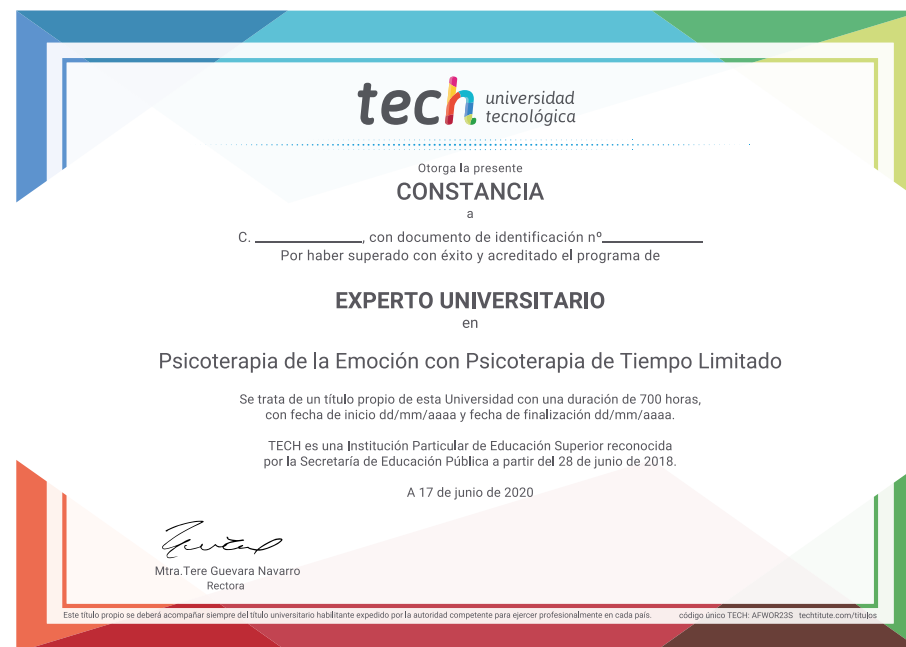 tech universidad
tecnológica
Otorga la presente
CONSTANCIA
a
C. ____________, con documento de identificación nº____________
Por haber superado con éxito y acreditado el programa de
EXPERTO UNIVERSITARIO
en
Psicoterapia de la Emoción con Psicoterapia de Tiempo Limitado
Se trata de un título propio de esta Universidad con una duración de 700 horas,
con fecha de inicio dd/mm/aaaa y fecha de finalización dd/mm/aaaa.
TECH es una Institución Particular de Educación Superior reconocida
por la Secretaría de Educación Pública a partir del 28 de junio de 2018.
A 17 de junio de 2020
Mtra.Tere Guevara Navarro
Rectora
Este título propio se deberá acompañar siempre del título universitario habilitante expedido por la autoridad competente para ejercer profesionalmente en cada país. código único TECH: AFWOR23S techtitute.com/titulos